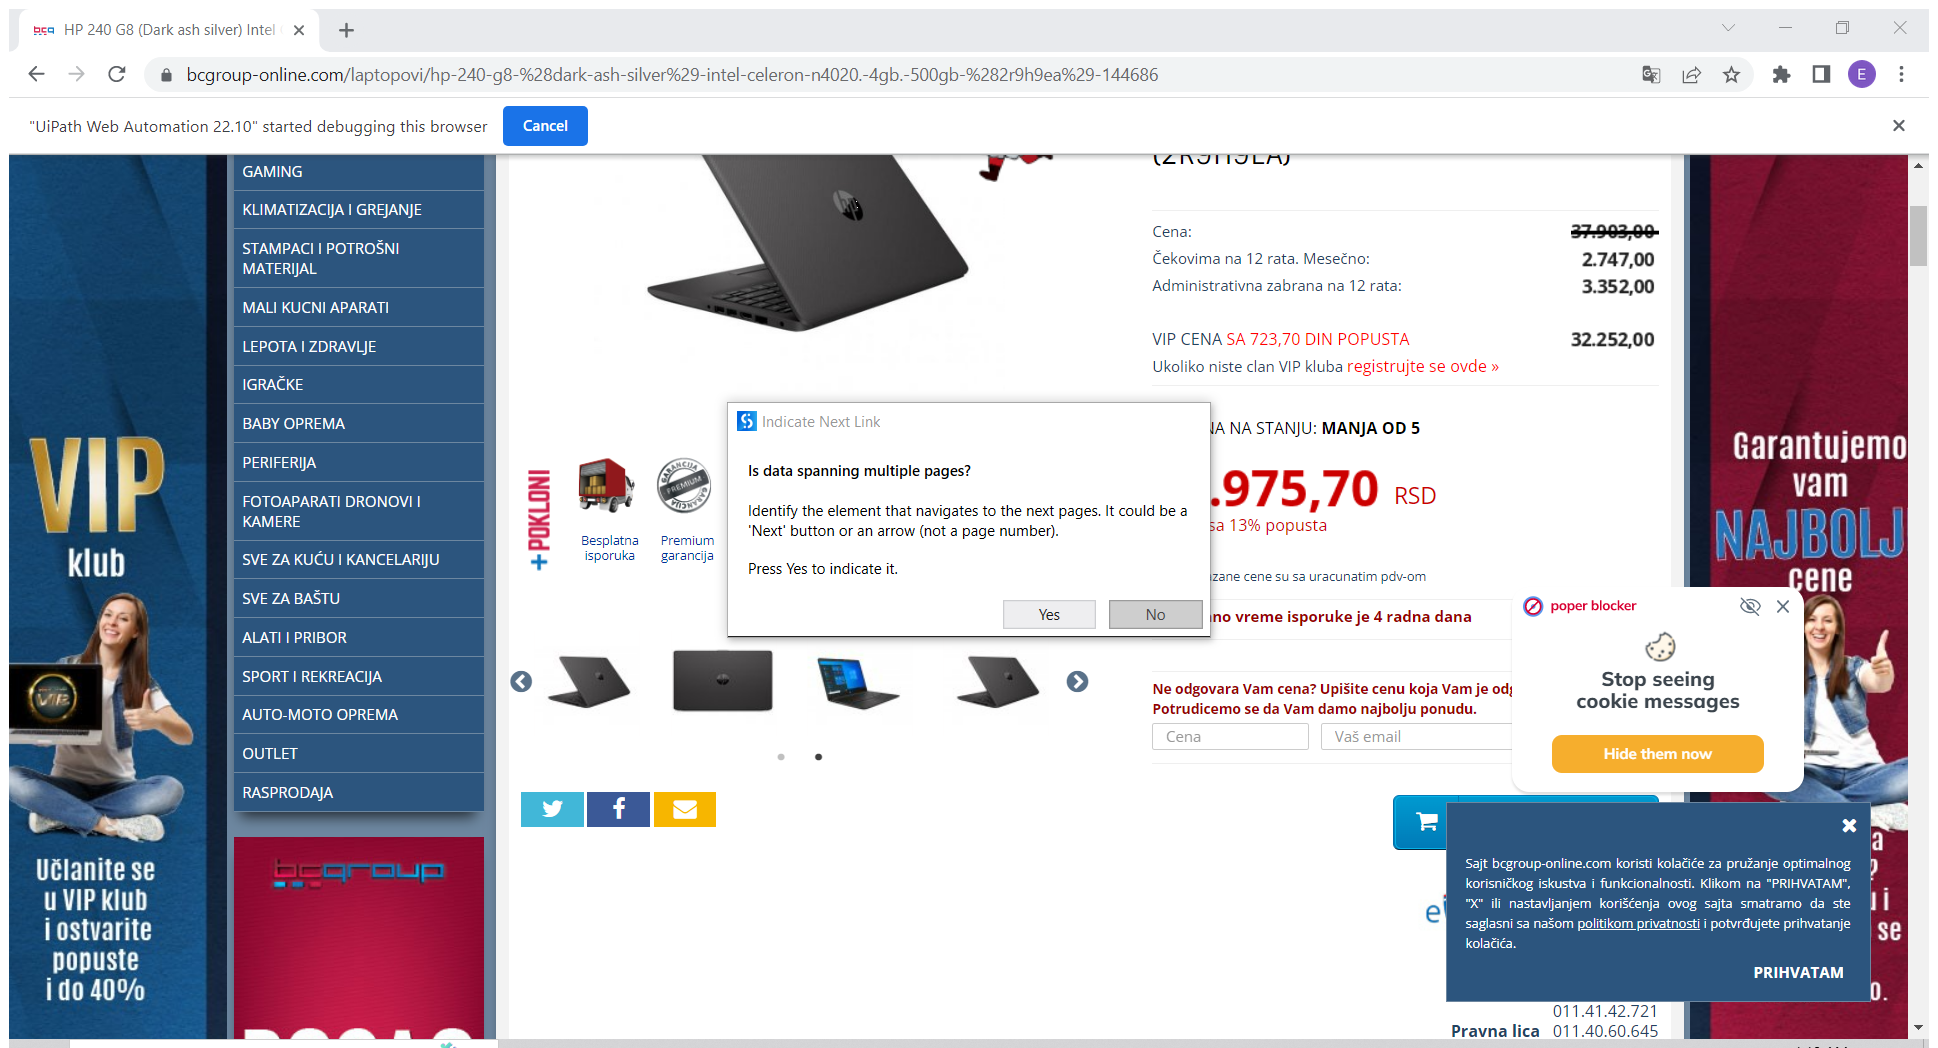 bcg HP 240 G8 (Dark ash silver) Intel
bcgroup-online.com/laptopovi/hp-240-g8-%28dark-ash-silver%29-intel-celeron-n4020.-4gb.-500gb-%282r9h9ea%29-144686
E
"UiPath Web Automation 22.10" started debugging this browser
Cancel
VIP
klub
Učlanite se
u VIP klub
i ostvarite
popuste
i do 40%
GAMING
KLIMATIZACIJA I GREJANJE
STAMPACI I POTROŠNI
MATERIJAL
MALI KUCNI APARATI
LEPOTA I ZDRAVLJE
IGRAČKE
BABY OPREMA
PERIFERIJA
FOTOAPARATI DRONOVI I
KAMERE
SVE ZA KUĆU I KANCELARIJU
SVE ZA BAŠTU
ALATI I PRIBOR
SPORT I REKREACIJA
AUTO-MOTO OPREMA
OUTLET
RASPRODAJA
bcgroup
hp
+ POKLONI
Besplatna
isporuka
GARANCIJA
PREMIUM
Premium
garancija
Indicate Next Link
Is data spanning multiple pages?
Identify the element that navigates to the next pages. It could be a
'Next' button or an arrow (not a page number).
Press Yes to indicate it.
Yes
No
(2R9H9EA)
Cena: 37.903,00
Čekovima na 12 rata. Mesečno: 2.747,00
Administrativna zabrana na 12 rata: 3.352,00
VIP CENA SA 723,70 DIN POPUSTA 32.252,00
Ukoliko niste clan VIP kluba registrujte se ovde »
NA STANJU: MANJA OD 5
.975,70 RSD
sa 13% popusta
cene su sa uracunatim pdv-om
vreme isporuke je 4 radna dana
Ne odgovara Vam cena? Upišite cenu koja Vam je
Potrudicemo se da Vam damo najbolju ponudu.
Cena
Vaš email
poper blocker
Stop seeing
cookie messages
Hide them now
Sajt bcgroup-online.com koristi kolačiće za pružanje optimalnog
korisničkog iskustva i funkcionalnosti. Klikom na "PRIHVATAM",
"X" ili nastavljanjem korišćenja ovog sajta smatramo da ste
saglasni sa našom politikom privatnosti i potvrđujete prihvatanje
kolačića.
PRIHVATAM
011.41.42.721
Pravna lica 011.40.60.645
Garantujemo
vam
NAJBOLJ
cene
se